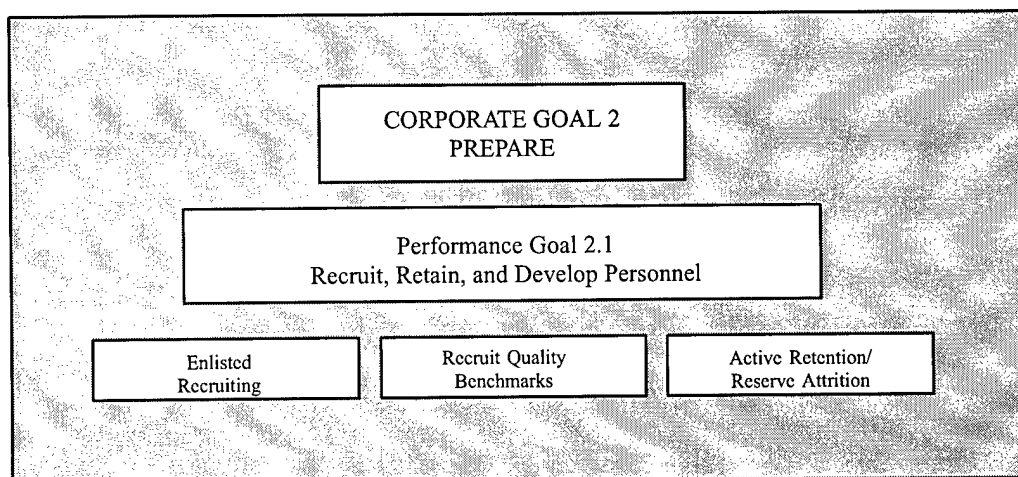 CORPORATE GOAL 2
PREPARE
Performance Goal 2.1
Recruit, Retain, and Develop Personnel
Enlisted
Recruiting
Recruit Quality
Benchmarks
Active Retention/
Reserve Attrition